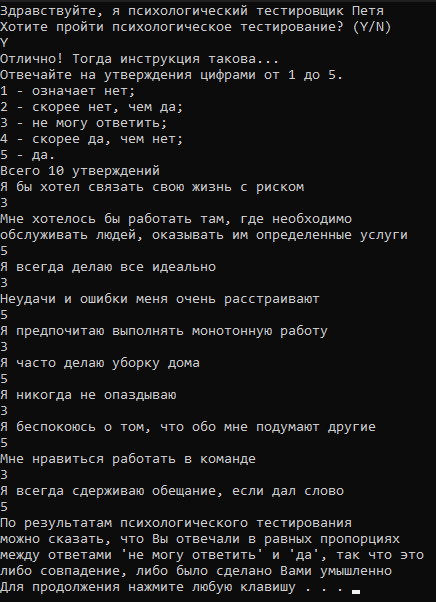 Здравствуйте, я психологический тестировщик Петя
Хотите пройти психологическое тестирование? (Y/N)
Y
Отлично! Тогда инструкция такова...
Отвечайте на утверждения цифрами от 1 до 5.
1 - означает нет;
2 - скорее нет, чем да;
3 - не могу ответить;
4 - скорее да, чем нет;
5 - да.
Всего 10 утверждений
Я бы хотел связать свою жизнь с риском
3
Мне хотелось бы работать там, где необходимо
обслуживать людей, оказывать им определенные услуги
5
Я всегда делаю все идеально
3
Неудачи и ошибки меня очень расстраивают
5
Я предпочитаю выполнять монотонную работу
3
Я часто делаю уборку дома
5
Я никогда не опаздываю
3
Я беспокоюсь о том, что обо мне подумают другие
5
Мне нравиться работать в команде
3
Я всегда сдерживаю обещание, если дал слово
5
По результатам психологического тестирования
можно сказать, что Вы отвечали в равных пропорциях
между ответами 'не могу ответить' и 'да', так что это
либо совпадение, либо было сделано Вами умышленно
Для продолжения нажмите любую клавишу . . .